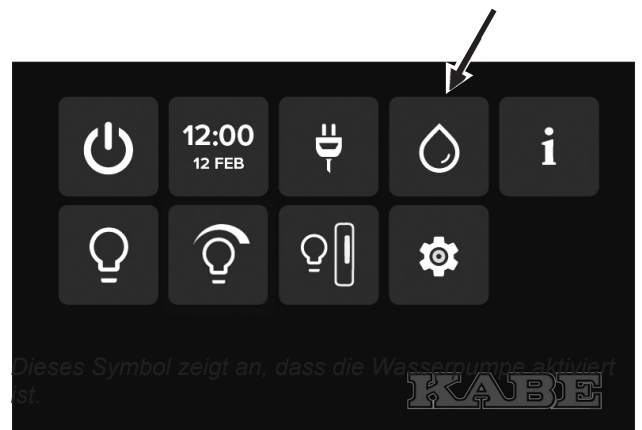 12:00
12 FEB
i
Dieses Symbol zeigt an, dass die Wasserpumpe aktiviert
ist.
KABE